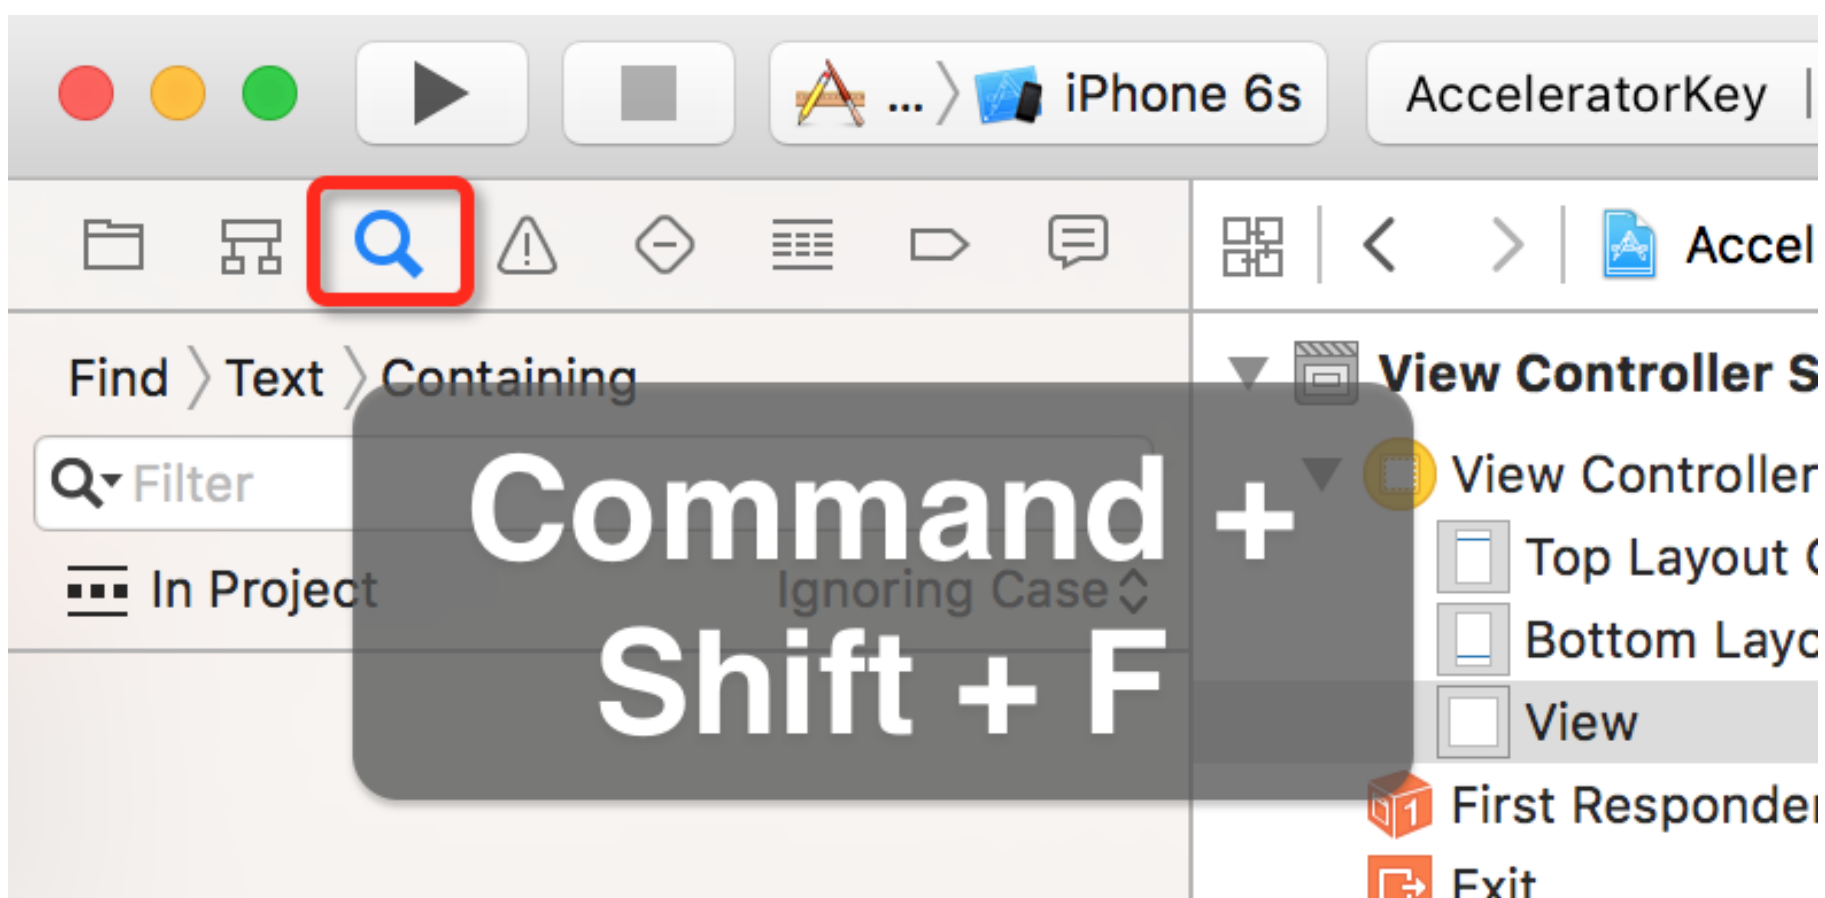 ... iPhone 6s
AcceleratorKey
Accel
Find Text Containing
Filter
In Project
Ignoring Case
Command +
Shift + F
View Controller S
View Controller
Top Layout
Bottom Layo
View
First Responder
Exit
1